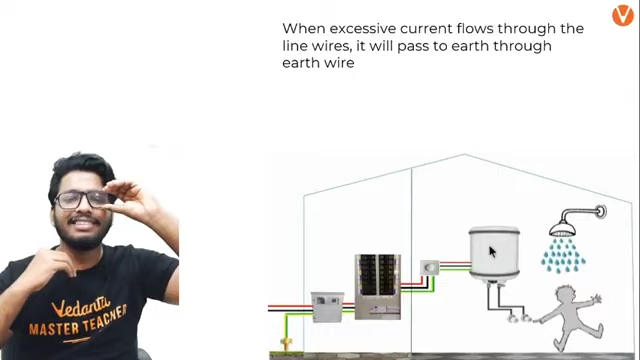 When excessive current flows through the
line wires, it will pass to earth through
earth wire
Vedantu
MASTER TEACHER